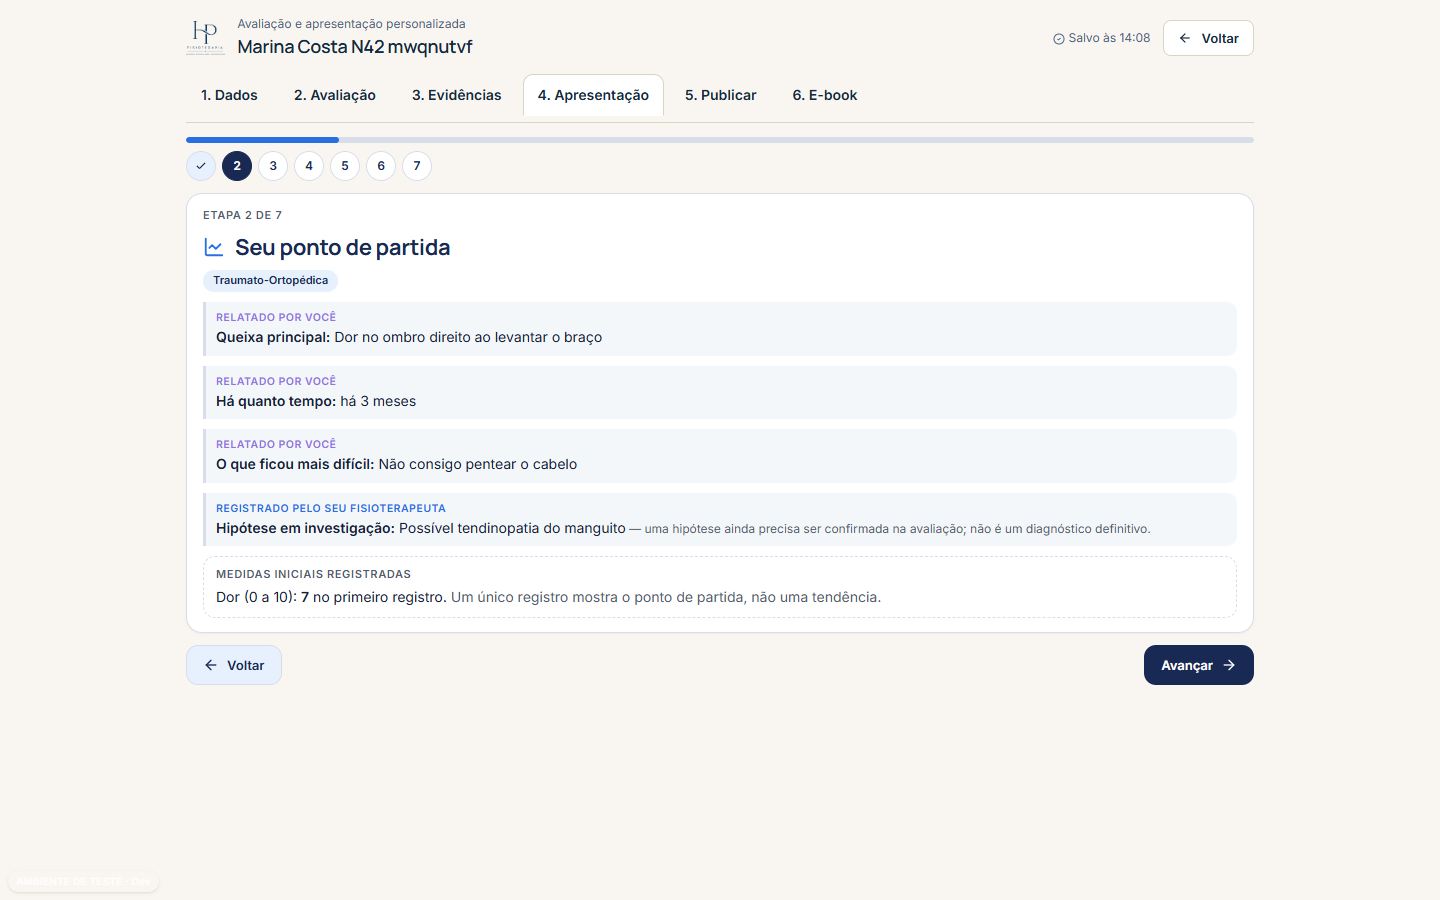 HP
FISIOTERAPIA
Avaliação e apresentação personalizada
Marina Costa N42 mwqnutvf
Salvo às 14:08
Voltar
1. Dados
2. Avaliação
3. Evidências
4. Apresentação
5. Publicar
6. E-book
2
3
4
5
6
7
ETAPA 2 DE 7
Seu ponto de partida
Traumato-Ortopédica
RELATADO POR VOCÊ
Queixa principal: Dor no ombro direito ao levantar o braço
RELATADO POR VOCÊ
Há quanto tempo: há 3 meses
RELATADO POR VOCÊ
O que ficou mais difícil: Não consigo pentear o cabelo
REGISTRADO PELO SEU FISIOTERAPEUTA
Hipótese em investigação: Possível tendinopatia do manguito — uma hipótese ainda precisa ser confirmada na avaliação; não é um diagnóstico definitivo.
MEDIDAS INICIAIS REGISTRADAS
Dor (0 a 10): 7 no primeiro registro. Um único registro mostra o ponto de partida, não uma tendência.
Voltar
Avançar
AMBIENTE DE TESTE